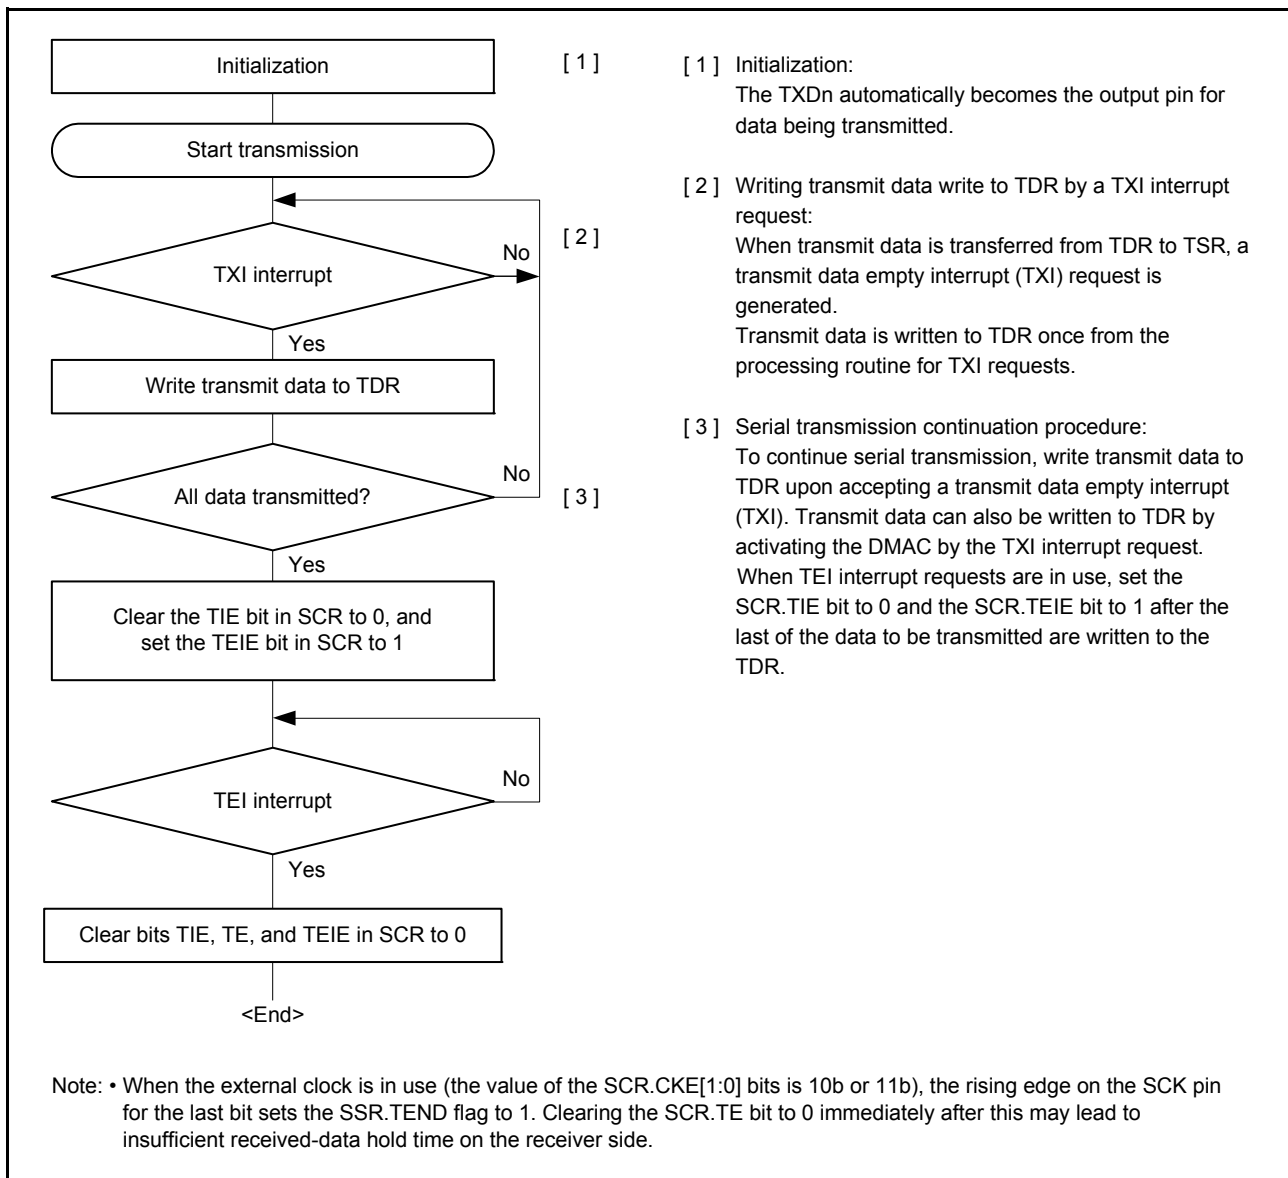 Initialization
[ 1 ]
Start transmission
[ 2 ]
TXI interrupt
No
Yes
Write transmit data to TDR
All data transmitted?
No
[ 3 ]
Yes
Clear the TIE bit in SCR to 0, and
set the TEIE bit in SCR to 1
TEI interrupt
No
Yes
Clear bits TIE, TE, and TEIE in SCR to 0
<End>
[ 1 ] Initialization:
The TXDn automatically becomes the output pin for
data being transmitted.
[ 2 ] Writing transmit data write to TDR by a TXI interrupt
request:
When transmit data is transferred from TDR to TSR, a
transmit data empty interrupt (TXI) request is
generated.
Transmit data is written to TDR once from the
processing routine for TXI requests.
[ 3 ] Serial transmission continuation procedure:
To continue serial transmission, write transmit data to
TDR upon accepting a transmit data empty interrupt
(TXI). Transmit data can also be written to TDR by
activating the DMAC by the TXI interrupt request.
When TEI interrupt requests are in use, set the
SCR.TIE bit to 0 and the SCR.TEIE bit to 1 after the
last of the data to be transmitted are written to the
TDR.
Note: • When the external clock is in use (the value of the SCR.CKE[1:0] bits is 10b or 11b), the rising edge on the SCK pin
for the last bit sets the SSR.TEND flag to 1. Clearing the SCR.TE bit to 0 immediately after this may lead to
insufficient received-data hold time on the receiver side.